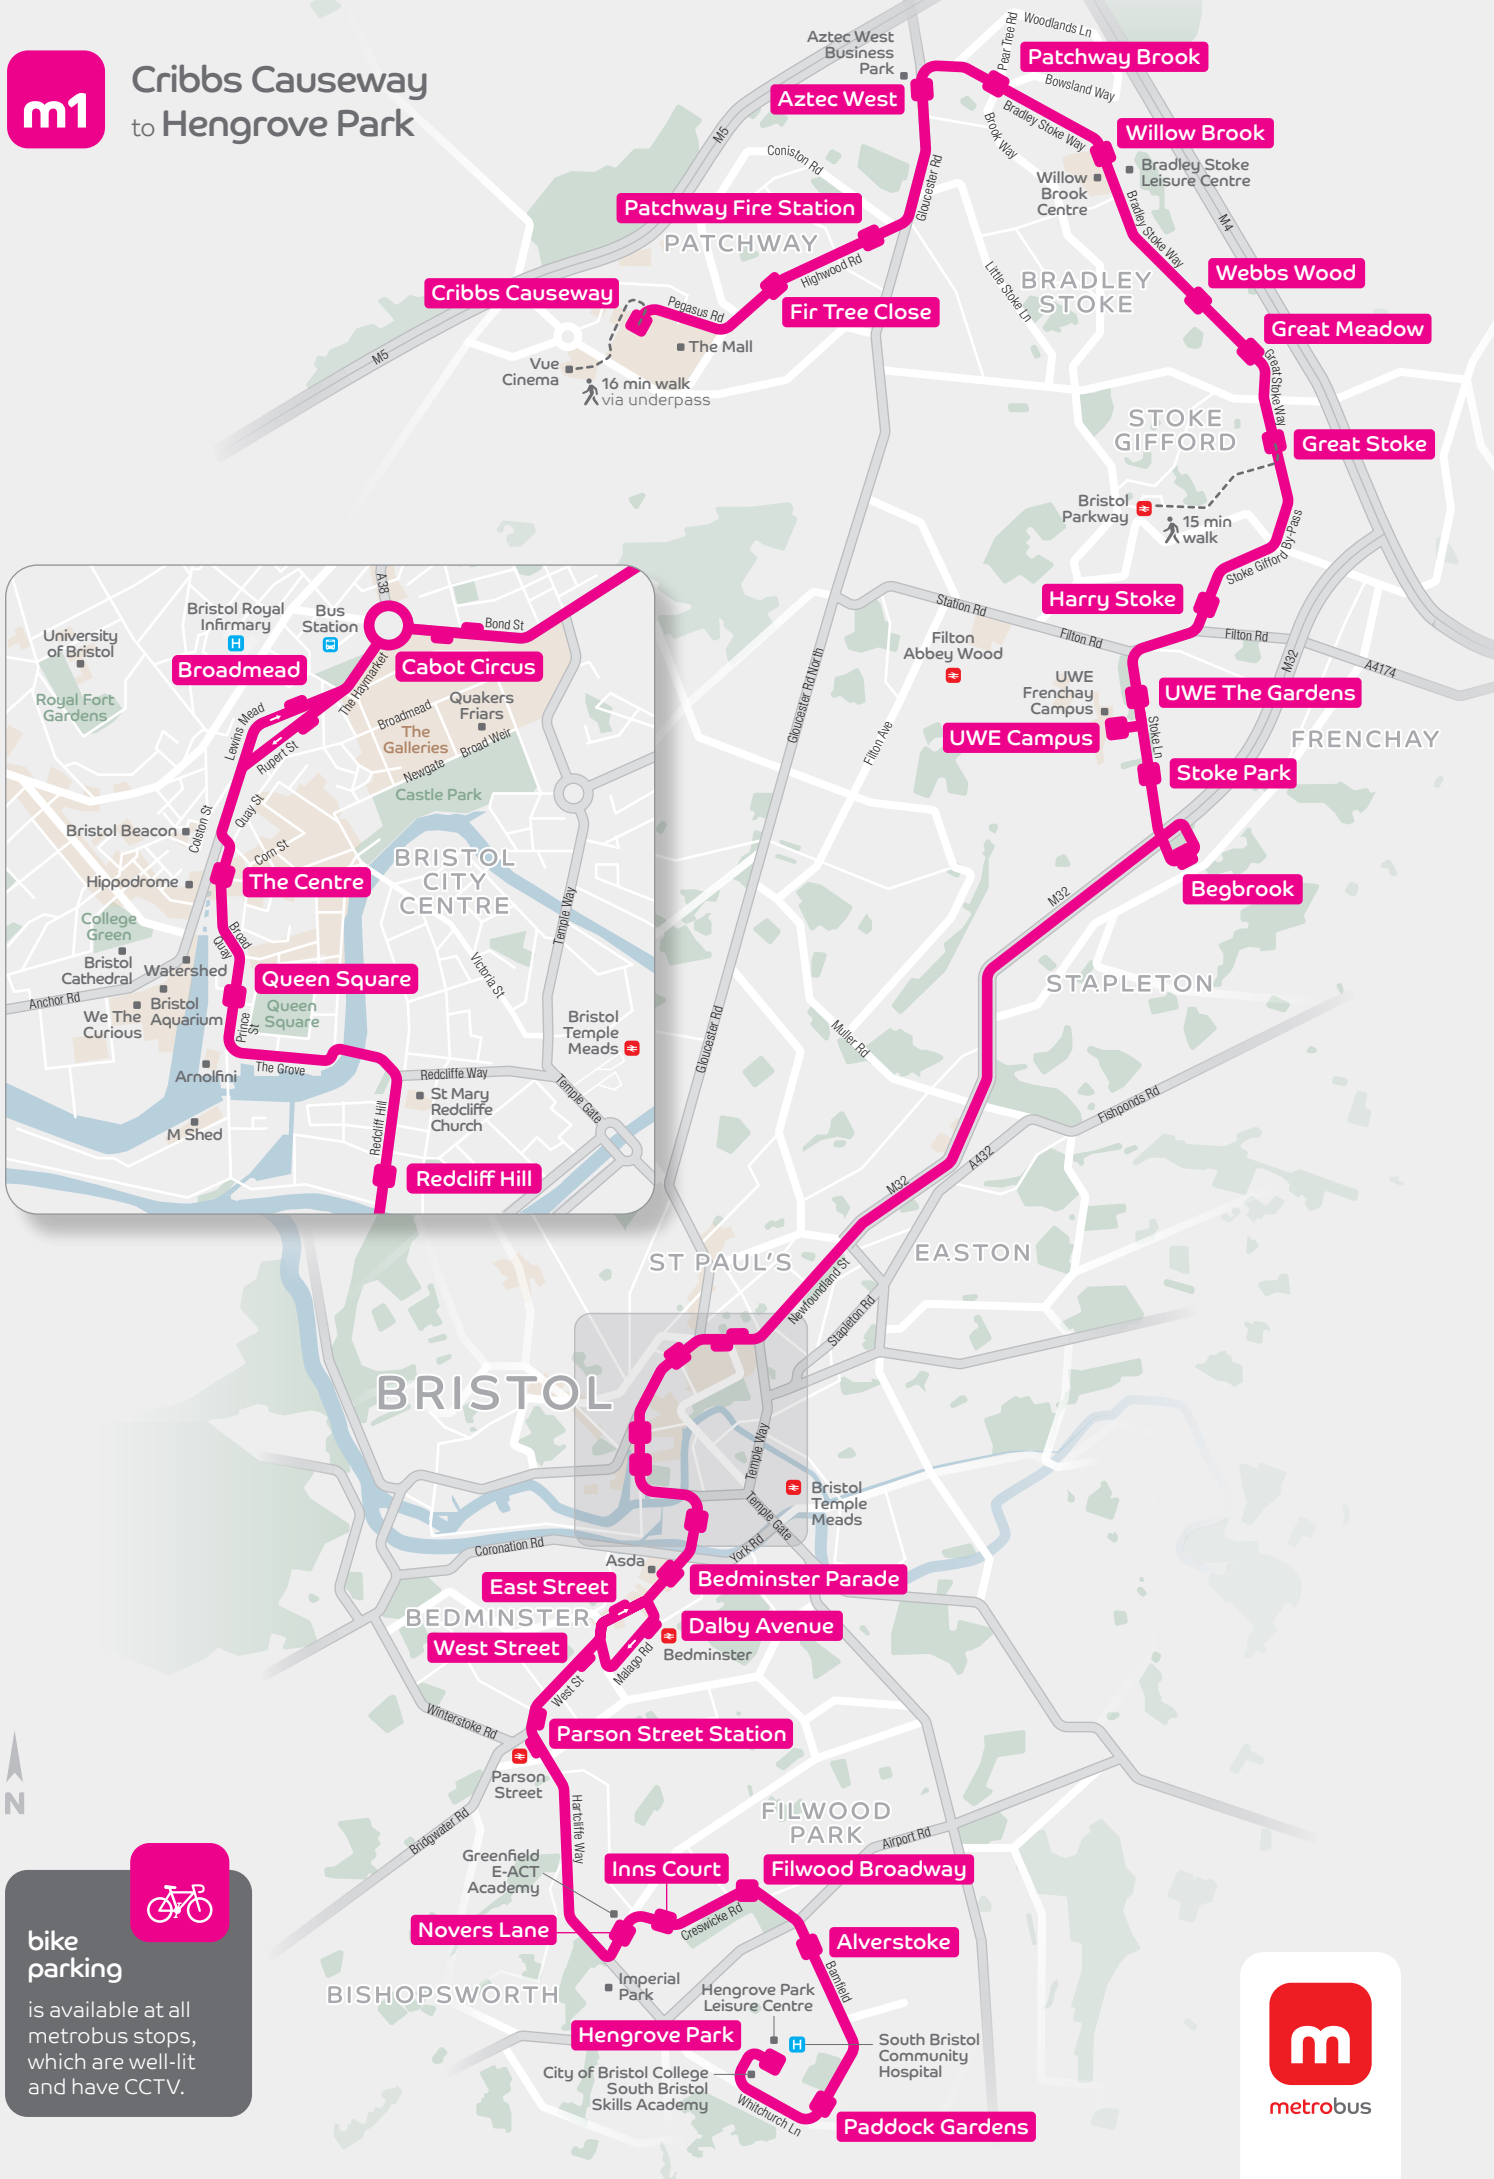 m1
Cribbs Causeway
to Hengrove Park
Aztec West
Business
Park
Pear Tree Rd
Woodlands Ln
Patchway Brook
Bowsland Way
Aztec West
Bradley Stoke Way
Brook Way
Willow Brook
M5
Coniston Rd
Bradley Stoke
Leisure Centre
Willow
Brook
Centre
Gloucester Rd
Patchway Fire Station
PATCHWAY
Bradley Stoke Way
M4
Highwood Rd
Little Stoke Ln
BRADLEY
STOKE
Webbs Wood
Cribbs Causeway
Pegasus Rd
Fir Tree Close
Great Meadow
The Mall
M5
Vue
Cinema
16 min walk
via underpass
Great Stoke Way
STOKE
GIFFORD
Great Stoke
Bristol
Parkway
15 min
walk
Stoke Gifford By-Pass
Harry Stoke
Station Rd
Filton Rd
Filton Rd
M32
A4174
Filton
Abbey Wood
UWE
Frenchay
Campus
UWE The Gardens
UWE Campus
Stoke Ln
FRENCHAY
Stoke Park
Gloucester Rd North
Filton Ave
Begbrook
M32
STAPLETON
Gloucester Rd
Muller Rd
Fishponds Rd
A432
M32
A38
Bristol Royal
Infirmary
H
Bus
Station
Bond St
University
of Bristol
Broadmead
Cabot Circus
Royal Fort
Gardens
The Haymarket
Quakers
Friars
Lewins Mead
Broadmead
The
Galleries
Broad Weir
Rupert St
Newgate
Castle Park
Quay St
Colston St
Bristol Beacon
Corn St
BRISTOL
CITY
CENTRE
Hippodrome
The Centre
College
Green
Broad
Quay
Temple Way
Bristol
Cathedral
Watershed
Victoria St
Queen Square
Anchor Rd
We The
Curious
Bristol
Aquarium
Queen
Square
Prince
St
Bristol
Temple
Meads
Arnolfini
The Grove
Redcliffe Way
St Mary
Redcliffe
Church
Temple Gate
M Shed
Redcliff Hill
Redcliff Hill
ST PAUL'S
EASTON
Newfoundland St
Stapleton Rd
BRISTOL
Temple Way
Bristol
Temple
Meads
Temple Gate
York Rd
Coronation Rd
Asda
Bedminster Parade
East Street
BEDMINSTER
Dalby Avenue
West Street
Bedminster
Malago Rd
West St
Winterstoke Rd
Parson Street Station
Parson
Street
N
Bridgwater Rd
Hartcliffe Way
FILWOOD
PARK
Airport Rd
Greenfield
E-ACT
Academy
Inns Court
Filwood Broadway
Novers Lane
Creswicke Rd
Alverstoke
Bamfield
Imperial
Park
BISHOPSWORTH
Hengrove Park
Leisure Centre
Hengrove Park
H
South Bristol
Community
Hospital
City of Bristol College
South Bristol
Skills Academy
Whitchurch Ln
Paddock Gardens
bike
parking
is available at all
metrobus stops,
which are well-lit
and have CCTV.
m
metrobus